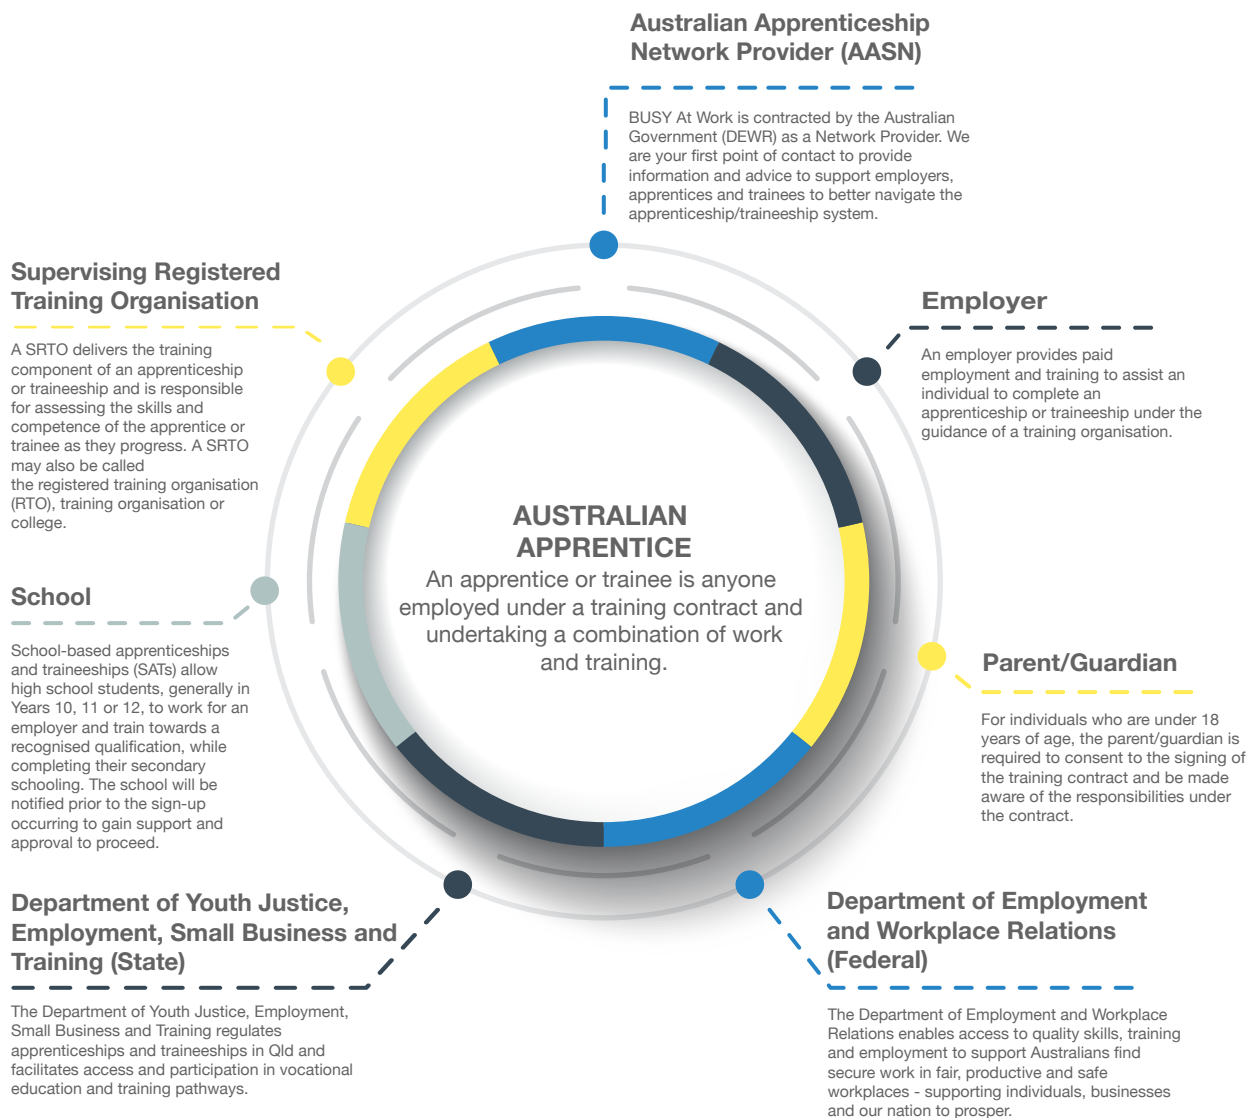 Australian Apprenticeship
Network Provider (AASN)
BUSY At Work is contracted by the Australian
Government (DEWR) as a Network Provider. We
are your first point of contact to provide
information and advice to support employers,
apprentices and trainees to better navigate the
apprenticeship/traineeship system.
Supervising Registered
Training Organisation
A SRTO delivers the training
component of an apprenticeship
or traineeship and is responsible
for assessing the skills and
competence of the apprentice or
trainee as they progress. A SRTO
may also be called
the registered training organisation
(RTO), training organisation or
college.
Employer
An employer provides paid
employment and training to assist an
individual to complete an
apprenticeship or traineeship under the
guidance of a training organisation.
AUSTRALIAN
APPRENTICE
An apprentice or trainee is anyone
employed under a training contract and
undertaking a combination of work
and training.
School
School-based apprenticeships
and traineeships (SATs) allow
high school students, generally in
Years 10, 11 or 12, to work for an
employer and train towards a
recognised qualification, while
completing their secondary
schooling. The school will be
notified prior to the sign-up
occurring to gain support and
approval to proceed.
Parent/Guardian
For individuals who are under 18
years of age, the parent/guardian is
required to consent to the signing of
the training contract and be made
aware of the responsibilities under
the contract.
Department of Youth Justice,
Employment, Small Business and
Training (State)
The Department of Youth Justice, Employment,
Small Business and Training regulates
apprenticeships and traineeships in Qld and
facilitates access and participation in vocational
education and training pathways.
Department of Employment
and Workplace Relations
(Federal)
The Department of Employment and Workplace
Relations enables access to quality skills, training
and employment to support Australians find
secure work in fair, productive and safe
workplaces - supporting individuals, businesses
and our nation to prosper.